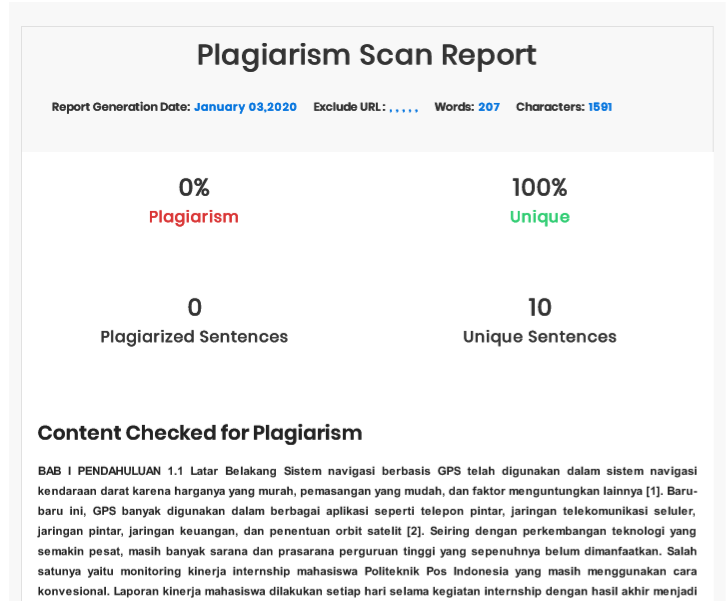 Plagiarism Scan Report
Report Generation Date: January 03,2020 Exclude URL : , , , , , Words: 207 Characters: 1591
0% 100%
Plagiarism Unique
0 10
Plagiarized Sentences Unique Sentences
Content Checked for Plagiarism
BAB I PENDAHULUAN 1.1 Latar Belakang Sistem navigasi berbasis GPS telah digunakan dalam sistem navigasi
kendaraan darat karena harganya yang murah, pemasangan yang mudah, dan faktor menguntungkan lainnya [1]. Baru-
baru ini, GPS banyak digunakan dalam berbagai aplikasi seperti telepon pintar, jaringan telekomunikasi seluler,
jaringan pintar, jaringan keuangan, dan penentuan orbit satelit [2]. Seiring dengan perkembangan teknologi yang
semakin pesat, masih banyak sarana dan prasarana perguruan tinggi yang sepenuhnya belum dimanfaatkan. Salah
satunya yaitu monitoring kinerja internship mahasiswa Politeknik Pos Indonesia yang masih menggunakan cara
konvesional. Laporan kinerja mahasiswa dilakukan setiap hari selama kegiatan internship dengan hasil akhir menjadi